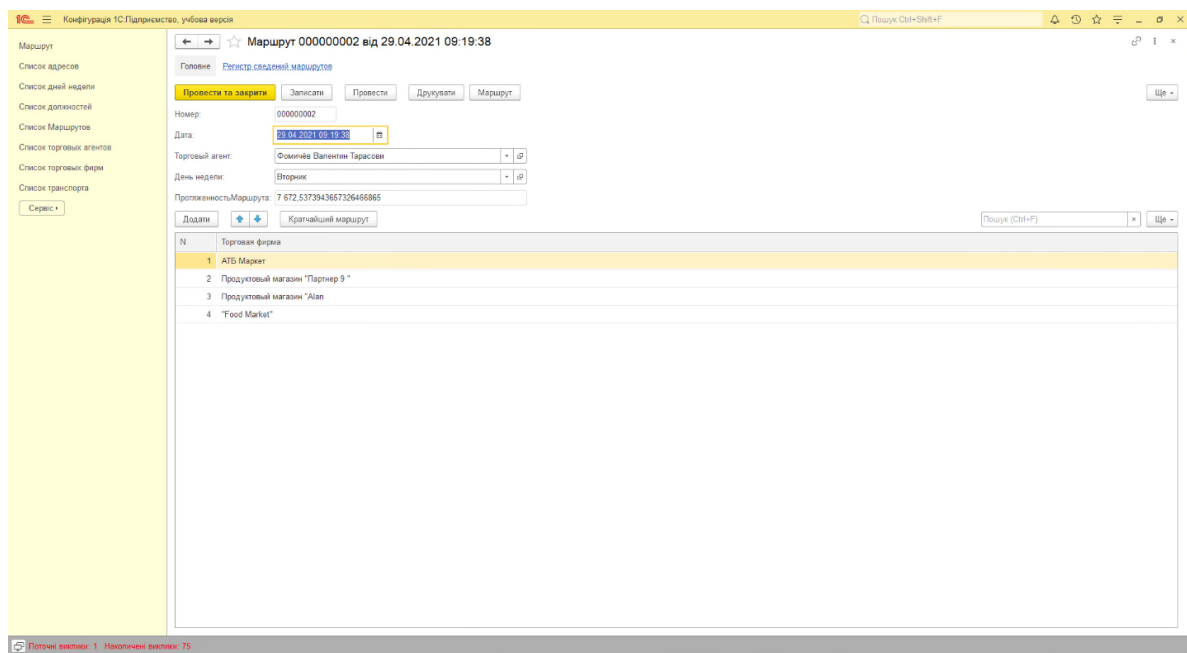 1С Конфігурація 1С:Підприємство, учбова версія Пошук Ctrl+Shift+F
Маршрут
Список адресов
Список дней недели
Список должностей
Список Маршрутов
Список торговых агентов
Список торговых фирм
Список транспорта
Сервіс
Маршрут 000000002 від 29.04.2021 09:19:38
Головне Регистр сведений маршрутов
Провести та закрити Записати Провести Друкувати Маршрут Ще
Номер: 000000002
Дата: 29.04.2021 09:19:38
Торговый агент: Фомичёв Валентин Тарасови
День недели: Вторник
ПротяженностьМаршрута: 7 672,5373943657326466865
Додати Кратчайший маршрут Пошук (Ctrl+F) Ще
N Торговая фирма
1 АТБ Маркет
2 Продуктовый магазин "Партнер 9 "
3 Продуктовый магазин "Alan
4 "Food Market"
Поточні виклики: 1 Накопичені виклики: 75